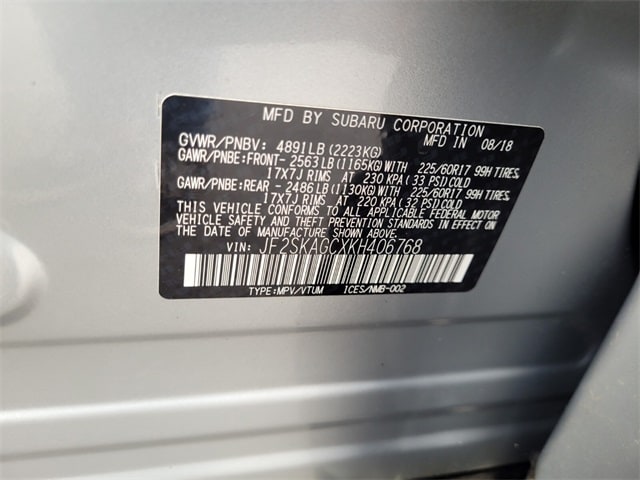 MFD BY SUBARU CORPORATION
GVWR/PNBV: 4891LB (2223KG) MFD IN 08/18
GAWR/PNBE:FRONT- 2563LB (1165KG) WITH 225/60R17 99H TIRES,
17X7J RIMS AT 230 KPA (33 PSI) COLD
GAWR/PNBE:REAR - 2486LB (1130KG) WITH 225/60R17 99H TIRES,
17X7J RIMS AT 220 KPA (32 PSI) COLD
THIS VEHICLE CONFORMS TO ALL APPLICABLE FEDERAL MOTOR
VEHICLE SAFETY AND THEFT PREVENTION STANDARDS IN EFFECT ON
THE DATE OF MANUFACTURE SHOWN ABOVE.
VIN: JF2SKAGCXKH406768
TYPE:MPV/VTUM ICES/NMB-002